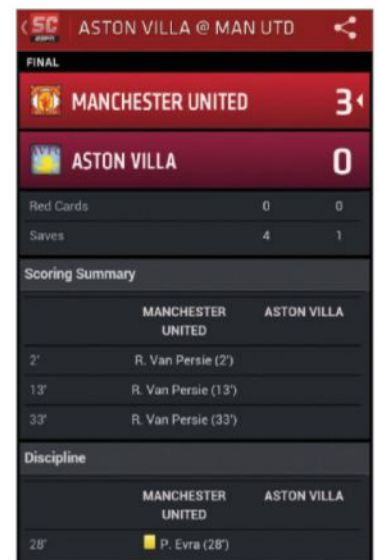 SC ASTON VILLA @ MAN UTD
ESPN
FINAL
MANCHESTER UNITED 3
AVFC
ASTON VILLA 0
Red Cards 0 0
Saves 4 1
Scoring Summary
MANCHESTER UNITED ASTON VILLA
2' R. Van Persie (2')
13' R. Van Persie (13')
33' R. Van Persie (33')
Discipline
MANCHESTER UNITED ASTON VILLA
28' P. Evra (28')